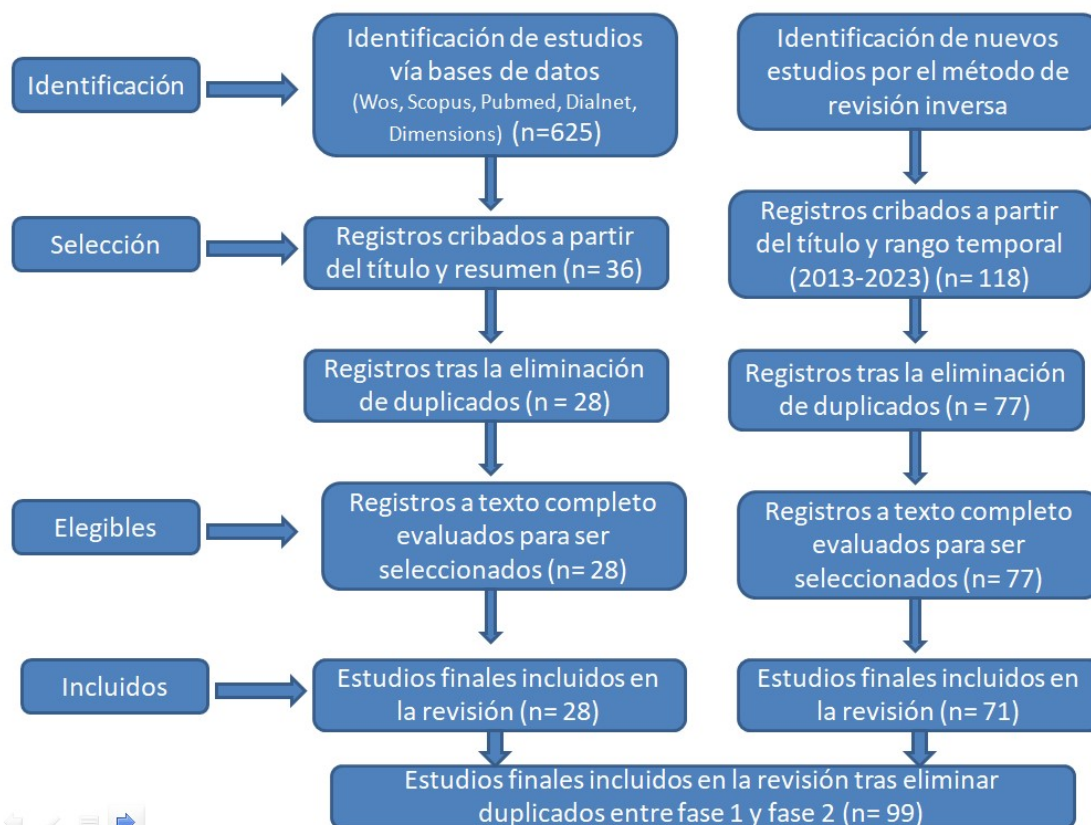 Identificación
Identificación de estudios
vía bases de datos
(Wos, Scopus, Pubmed, Dialnet,
Dimensions) (n=625)
Identificación de nuevos
estudios por el método de
revisión inversa
Selección
Registros cribados a partir
del título y resumen (n= 36)
Registros cribados a partir
del título y rango temporal
(2013-2023) (n= 118)
Registros tras la eliminación
de duplicados (n = 28)
Registros tras la eliminación
de duplicados (n = 77)
Elegibles
Registros a texto completo
evaluados para ser
seleccionados (n= 28)
Registros a texto completo
evaluados para ser
seleccionados (n= 77)
Incluidos
Estudios finales incluidos en
la revisión (n= 28)
Estudios finales incluidos en
la revisión (n= 71)
Estudios finales incluidos en la revisión tras eliminar
duplicados entre fase 1 y fase 2 (n= 99)